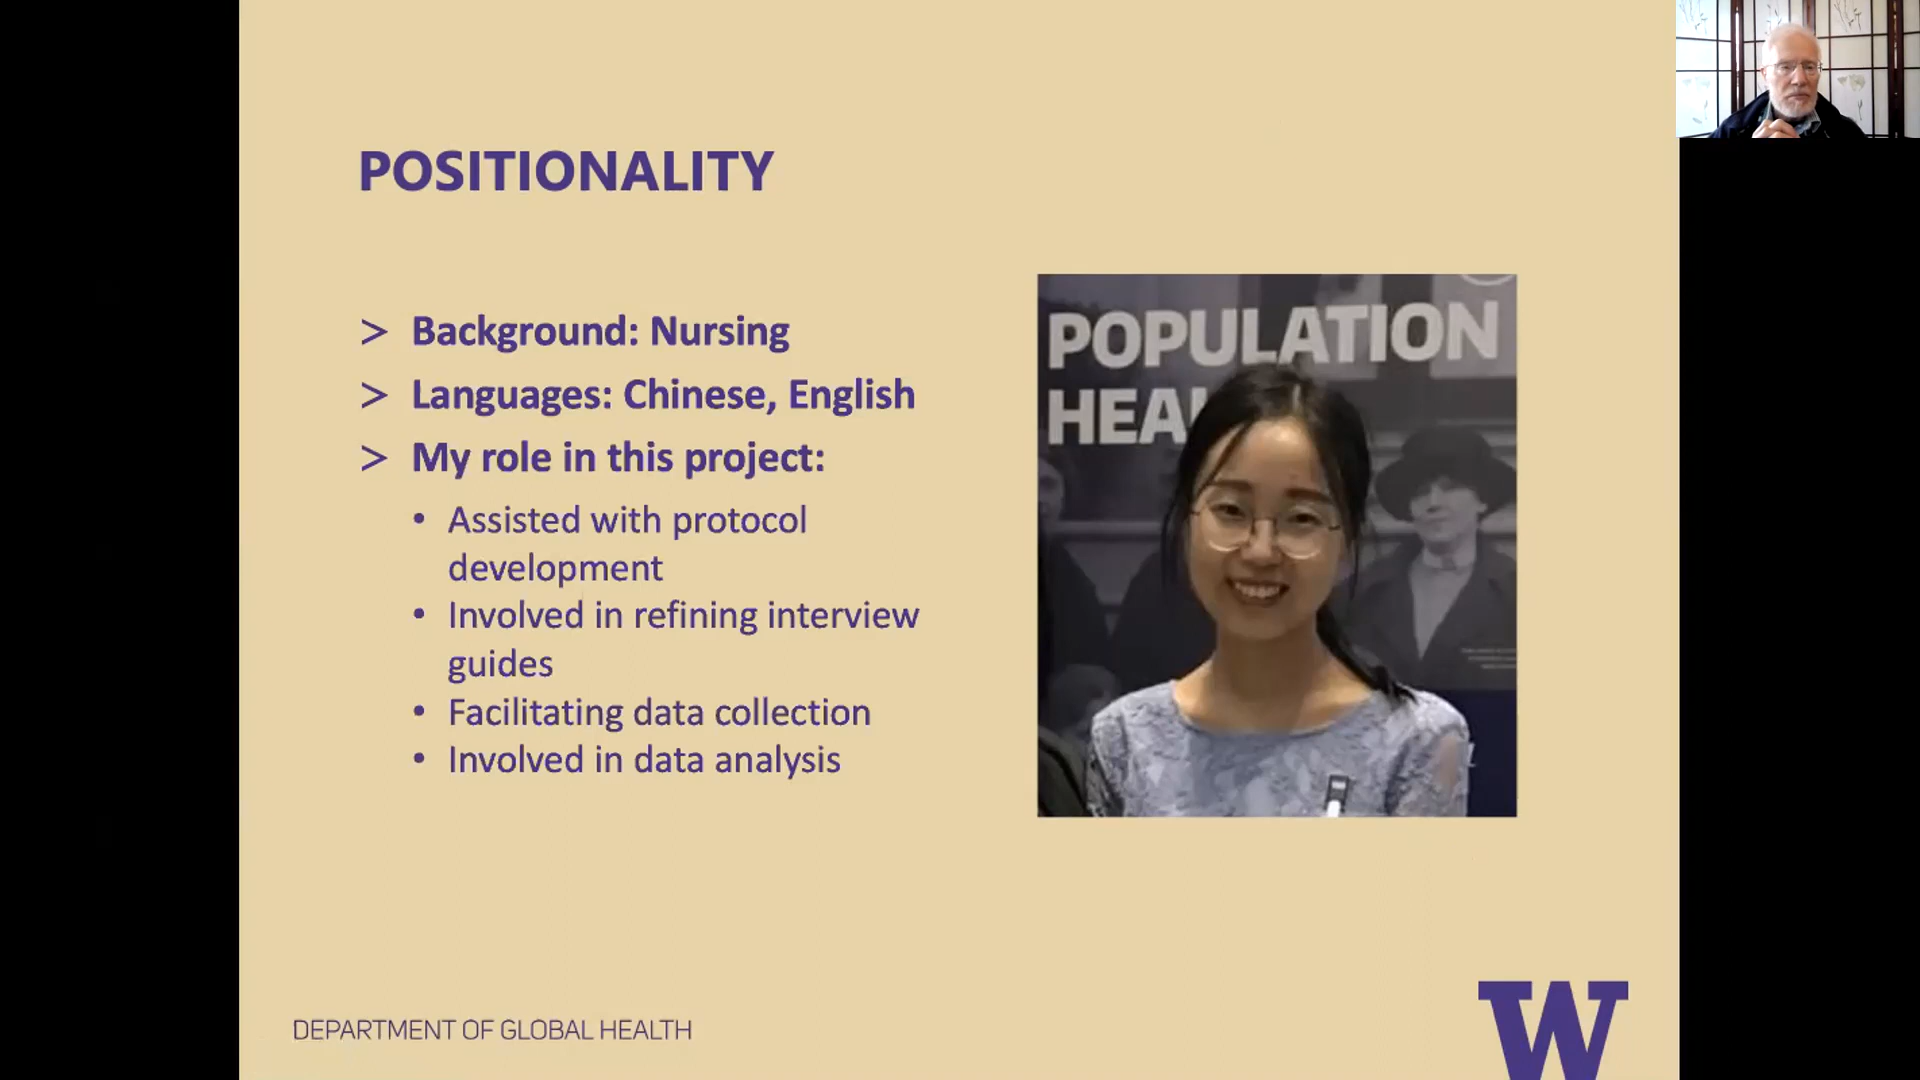 POSITIONALITY
> Background: Nursing
> Languages: Chinese, English
> My role in this project:
• Assisted with protocol
development
• Involved in refining interview
guides
• Facilitating data collection
• Involved in data analysis
POPULATION
HEA
DEPARTMENT OF GLOBAL HEALTH
W